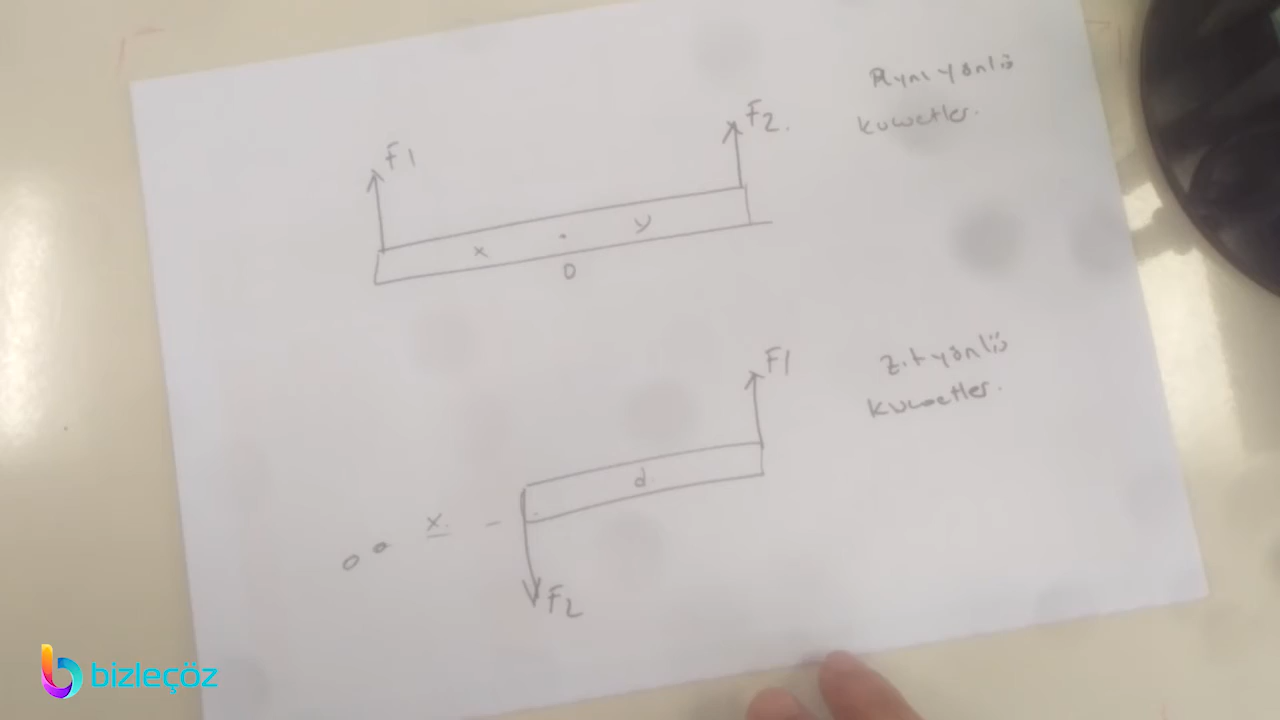 F1
F2.
Aynı yönlü
kuvvetler.
x
y
O
F1
Zıt yönlü
kuvvetler.
d
x.
O
F2
bizleçöz